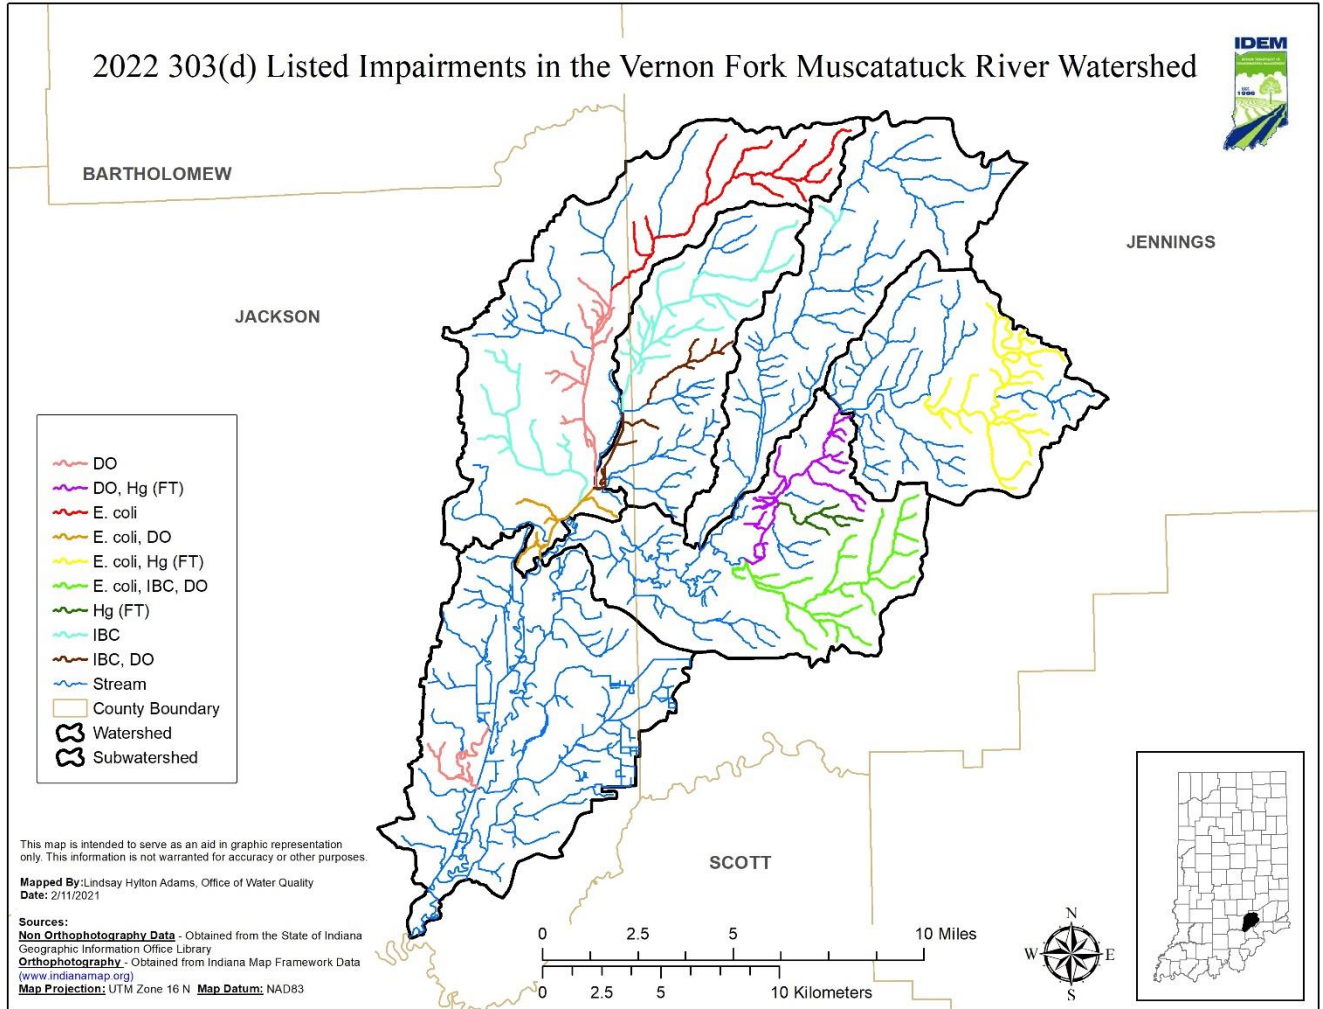 2022 303(d) Listed Impairments in the Vernon Fork Muscatatuck River Watershed
IDEM
BARTHOLOMEW
JENNINGS
JACKSON
DO
DO, Hg (FT)
E. coli
E. coli, DO
E. coli, Hg (FT)
E. coli, IBC, DO
Hg (FT)
IBC
IBC, DO
Stream
County Boundary
Watershed
Subwatershed
SCOTT
This map is intended to serve as an aid in graphic representation
only. This information is not warranted for accuracy or other purposes.
Mapped By:Lindsay Hylton Adams, Office of Water Quality
Date: 2/11/2021
Sources:
Non Orthophotography Data - Obtained from the State of Indiana
Geographic Information Office Library
Orthophotography - Obtained from Indiana Map Framework Data
(www.indianamap.org)
Map Projection: UTM Zone 16 N Map Datum: NAD83
0 2.5 5 10 Miles
0 2.5 5 10 Kilometers
N
W E
S